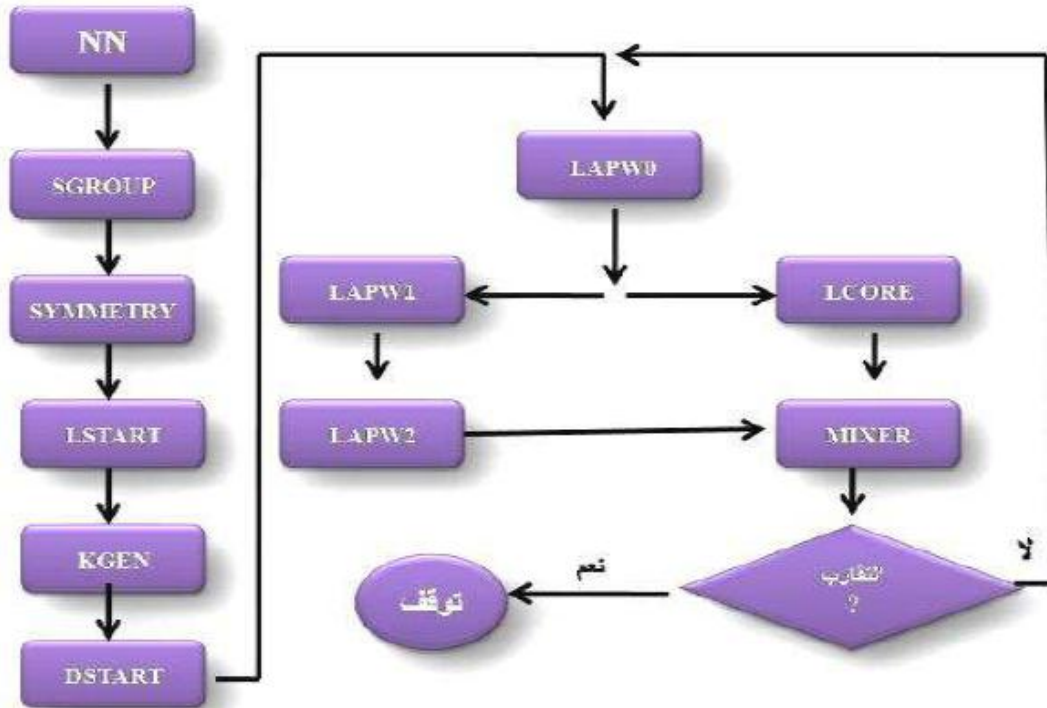 NN
SGROUP
SYMMETRY
LSTART
KGEN
DSTART
LAPW0
LAPW1
LCORE
LAPW2
MIXER
التقارب
?
نعم
لا
توقف